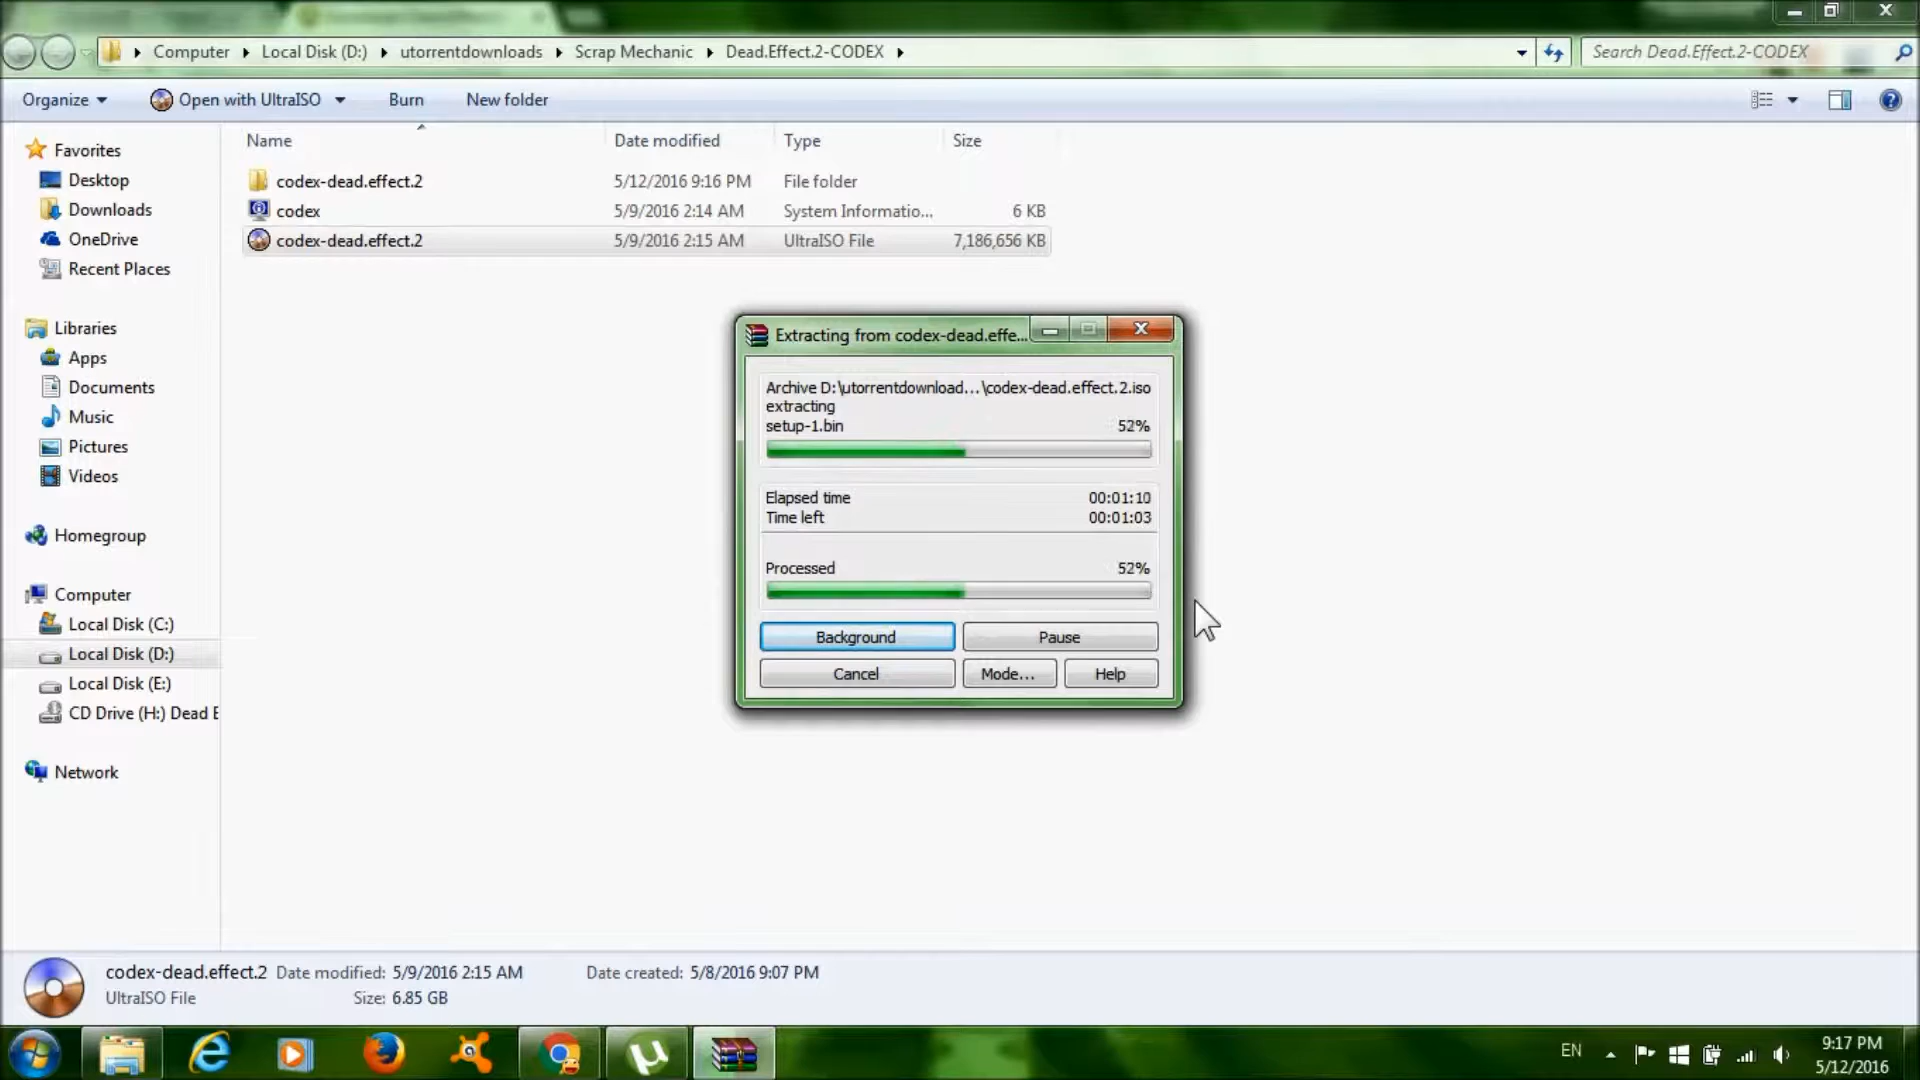 Computer Local Disk (D:) utorrentdownloads Scrap Mechanic Dead.Effect.2-CODEX
Search Dead.Effect.2-CODEX
Organize Open with UltraISO Burn New folder
Name Date modified Type Size
codex-dead.effect.2 5/12/2016 9:16 PM File folder
codex 5/9/2016 2:14 AM System Informatio... 6 KB
codex-dead.effect.2 5/9/2016 2:15 AM UltraISO File 7,186,656 KB
Favorites
Desktop
Downloads
OneDrive
Recent Places
Libraries
Apps
Documents
Music
Pictures
Videos
Homegroup
Computer
Local Disk (C:)
Local Disk (D:)
Local Disk (E:)
CD Drive (H:) Dead E
Network
Extracting from codex-dead.effe...
Archive D:\utorrentdownload...\codex-dead.effect.2.iso
extracting
setup-1.bin 52%
Elapsed time 00:01:10
Time left 00:01:03
Processed 52%
Background Pause
Cancel Mode... Help
codex-dead.effect.2 Date modified: 5/9/2016 2:15 AM Date created: 5/8/2016 9:07 PM
UltraISO File Size: 6.85 GB
EN
9:17 PM
5/12/2016